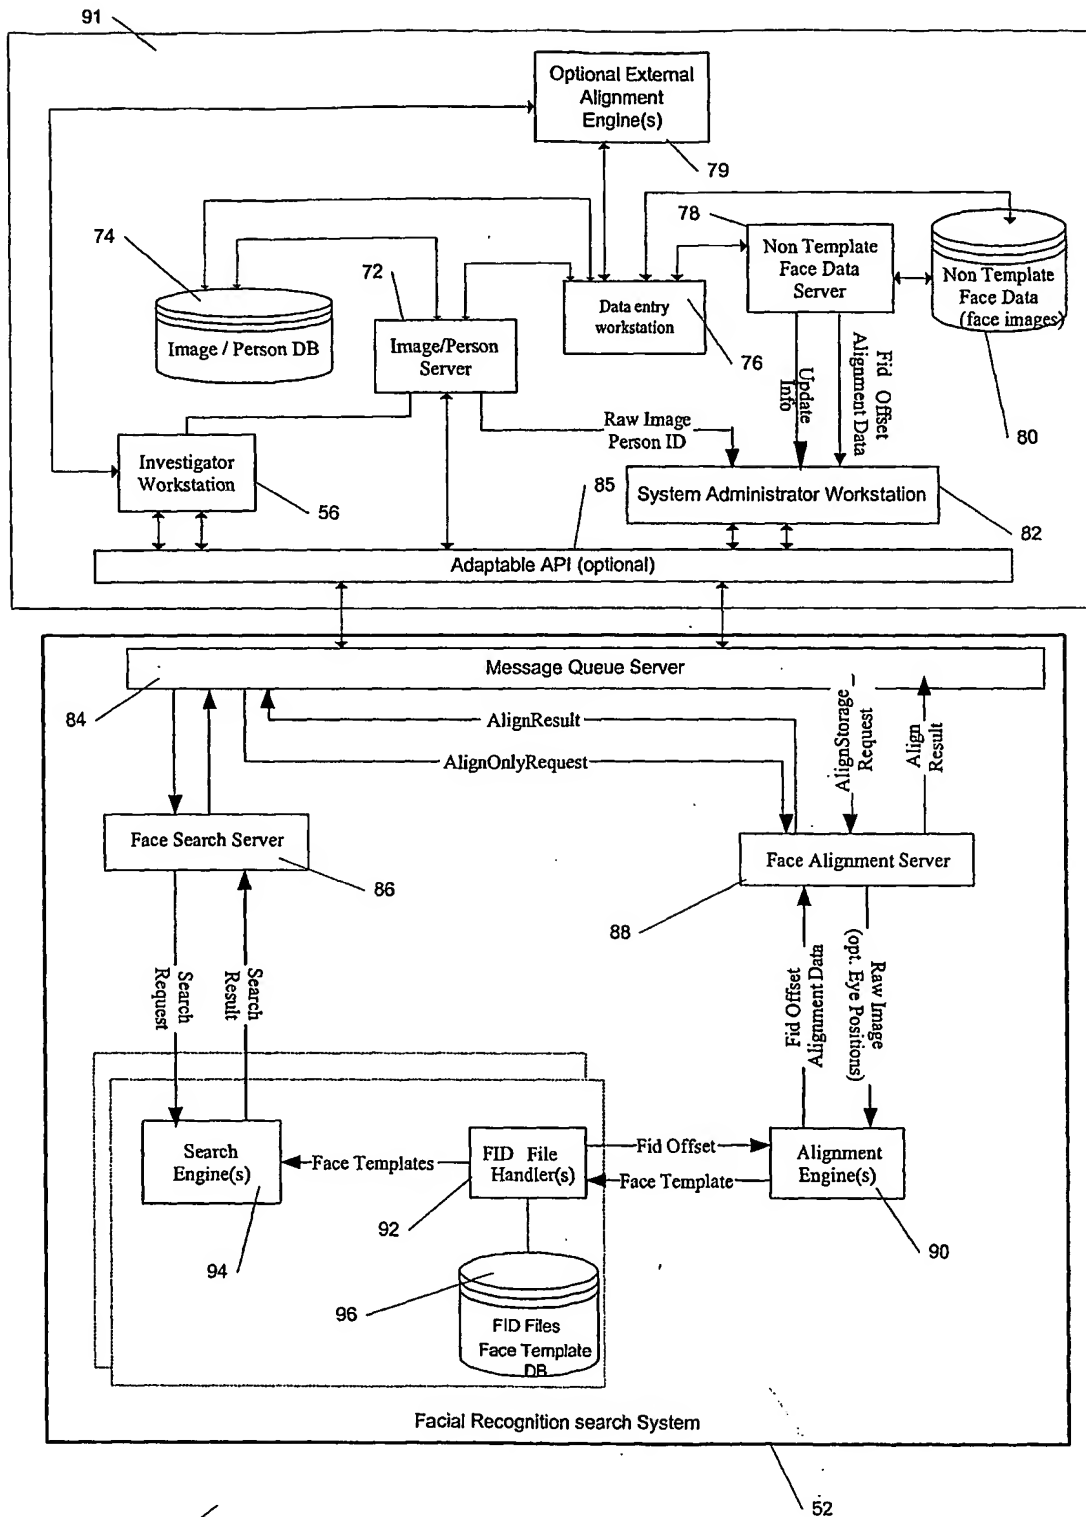 91
Optional External
Alignment
Engine(s)
79
78
74
72
Non Template
Face Data
Server
Non Template
Face Data
(face images)
Data entry
workstation
Image / Person DB
Image/Person
Server
76
Update
Info
Fid Offset
Alignment Data
80
Raw Image
Person ID
Investigator
Workstation
56
85
System Administrator Workstation
82
Adaptable API (optional)
Message Queue Server
84
AlignResult
AlignOnlyRequest
AlignStorage
Request
Align
Result
Face Search Server
86
Face Alignment Server
88
Search
Request
Search
Result
Fid Offset
Alignment Data
Raw Image
(opt. Eye Positions)
Search
Engine(s)
Face Templates
FID File
Handler(s)
Fid Offset
Face Template
Alignment
Engine(s)
94
92
90
96
FID Files
Face Template
DB
Facial Recognition search System
52